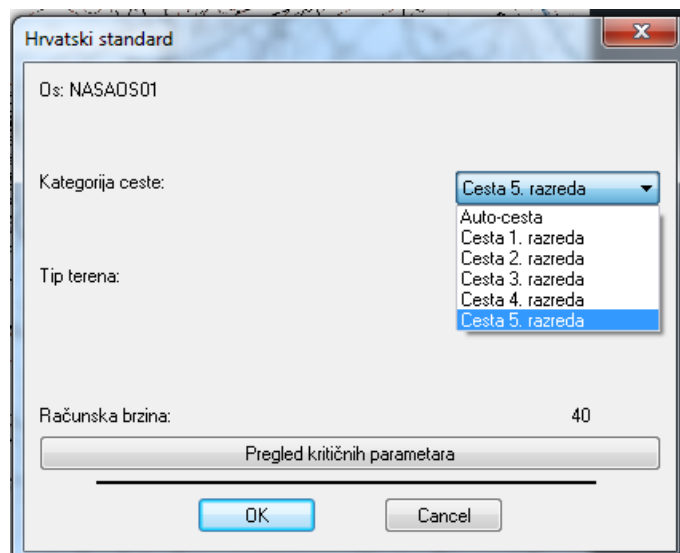 Hrvatski standard
Os: NASAOS01
Kategorija ceste:
Cesta 5. razreda
Auto-cesta
Cesta 1. razreda
Cesta 2. razreda
Cesta 3. razreda
Cesta 4. razreda
Cesta 5. razreda
Tip terena:
Računska brzina: 40
Pregled kritičnih parametara
OK Cancel